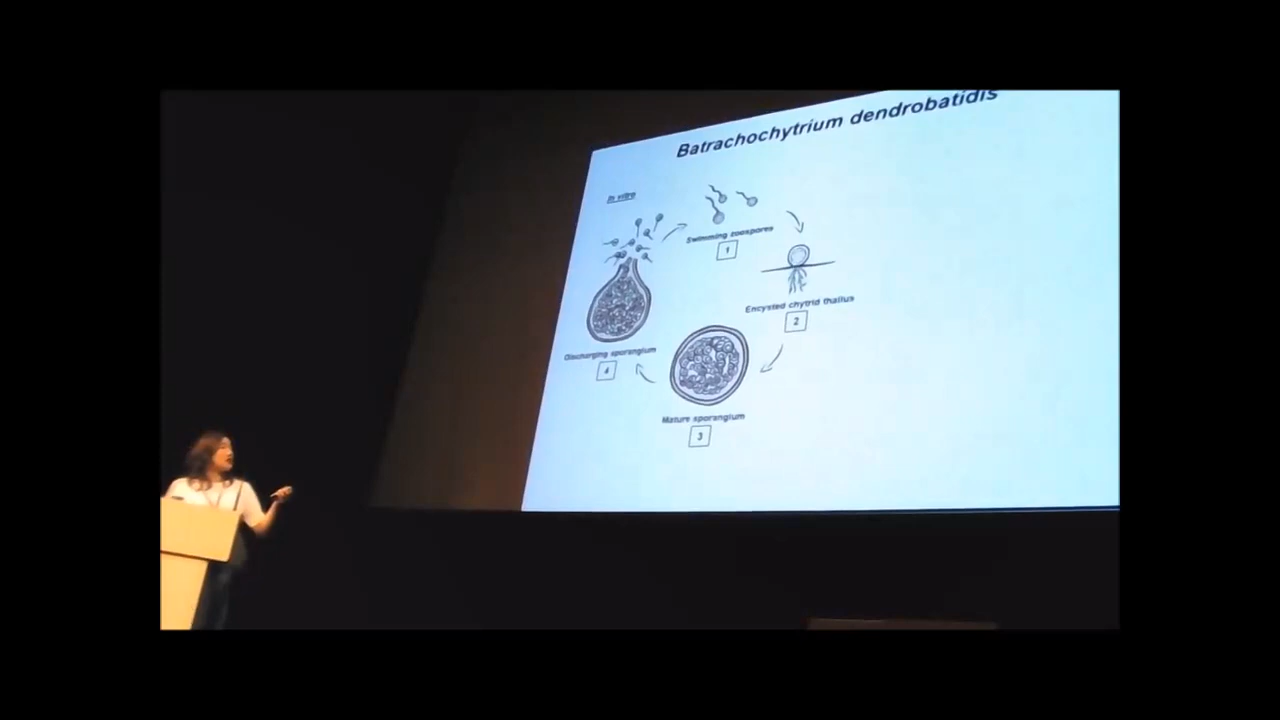 Batrachochytrium dendrobatidis
In vitro
Swimming zoospores
1
Encysted chytrid thallus
2
Mature sporangium
3
Discharging sporangium
4